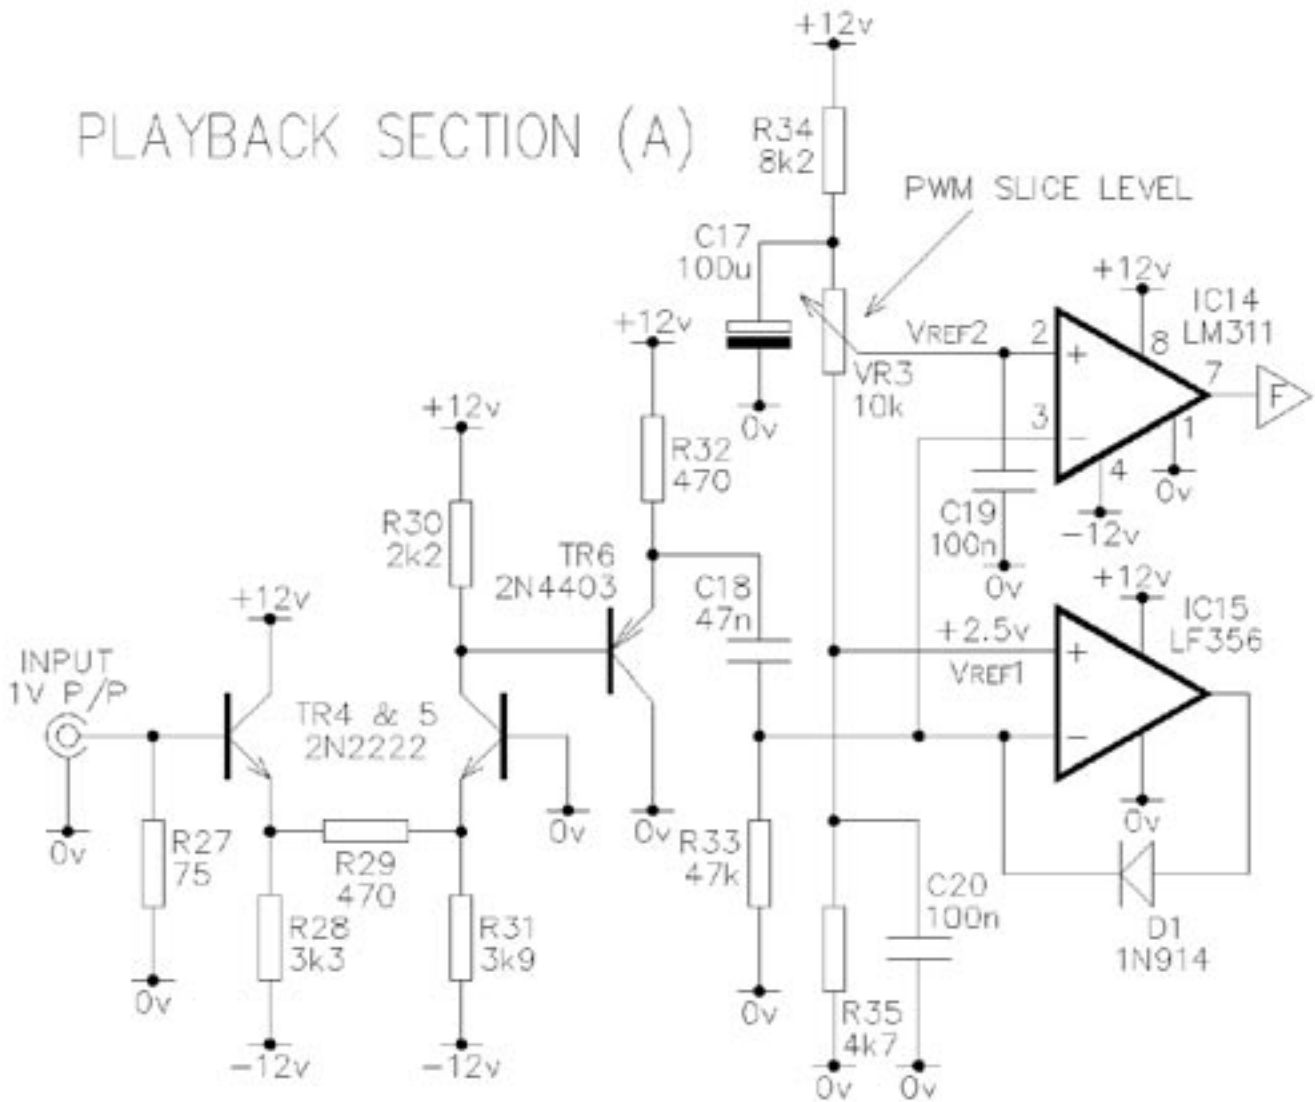 PLAYBACK SECTION (A)
+12v
R34
8k2
PWM SLICE LEVEL
C17
100u
0v
VREF2
VR3
10k
+12v
IC14
LM311
2
+
8
3
−
7
F
1
0v
4
−12v
C19
100n
0v
+12v
R32
470
+12v
R30
2k2
TR6
2N4403
C18
47n
+12v
IC15
LF356
+2.5v
VREF1
+
−
0v
INPUT
1V P/P
0v
+12v
TR4 & 5
2N2222
0v
0v
R27
75
0v
R29
470
R28
3k3
−12v
R31
3k9
−12v
R33
47k
0v
C20
100n
R35
4k7
0v
0v
D1
1N914